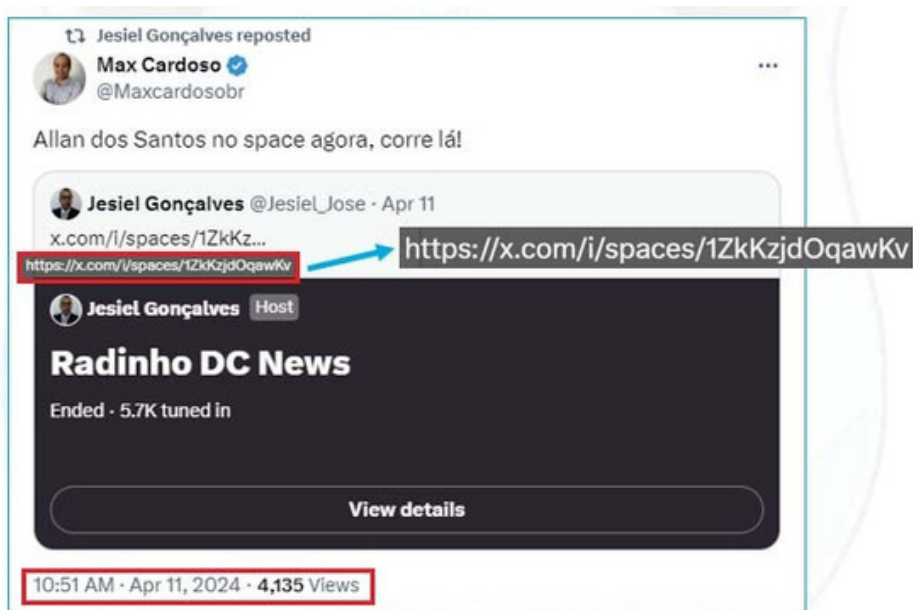 Jesiel Gonçalves reposted
Max Cardoso
@Maxcardosobr
Allan dos Santos no space agora, corre lá!
Jesiel Gonçalves @Jesiel_Jose · Apr 11
x.com/i/spaces/1ZkKz...
https://x.com/i/spaces/1ZkKzjdOqawKv
https://x.com/i/spaces/1ZkKzjdOqawKv
Jesiel Gonçalves Host
Radinho DC News
Ended · 5.7K tuned in
View details
10:51 AM · Apr 11, 2024 · 4,135 Views